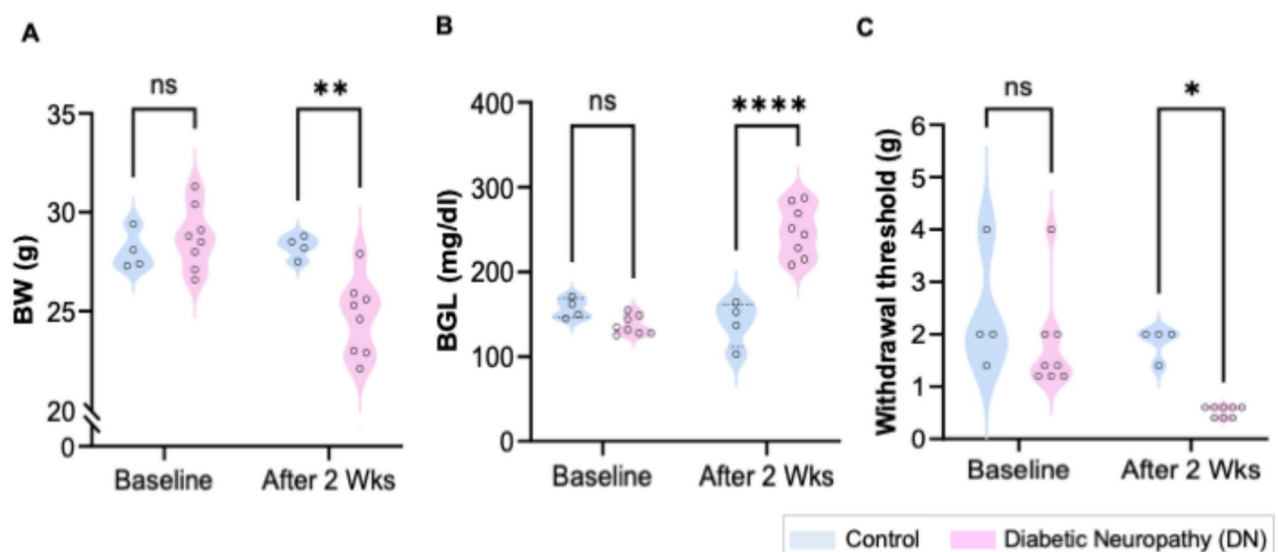 A
ns
**
35
30
25
20
0
BW (g)
Baseline
After 2 Wks
B
ns
****
400
300
200
100
0
BGL (mg/dl)
Baseline
After 2 Wks
C
ns
*
6
5
4
3
2
1
0
Withdrawal threshold (g)
Baseline
After 2 Wks
Control
Diabetic Neuropathy (DN)